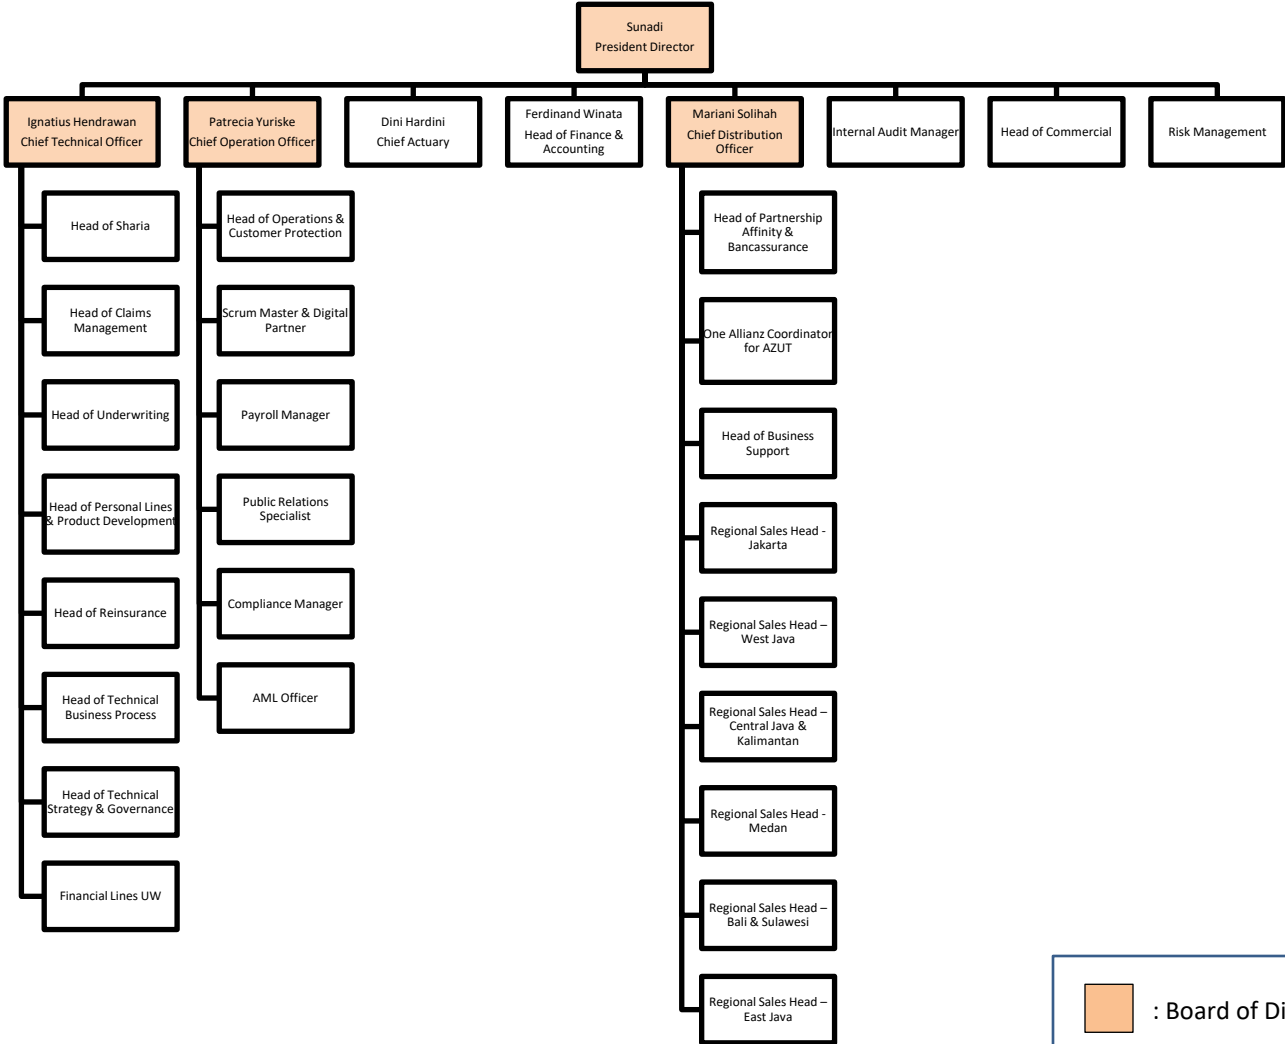 Sunadi
President Director
Ignatius Hendrawan
Chief Technical Officer
Patrecia Yuriske
Chief Operation Officer
Dini Hardini
Chief Actuary
Ferdinand Winata
Head of Finance &
Accounting
Mariani Solihah
Chief Distribution
Officer
Internal Audit Manager
Head of Commercial
Risk Management
Head of Sharia
Head of Claims
Management
Head of Underwriting
Head of Personal Lines
& Product Development
Head of Reinsurance
Head of Technical
Business Process
Head of Technical
Strategy & Governance
Financial Lines UW
Head of Operations &
Customer Protection
Scrum Master & Digital
Partner
Payroll Manager
Public Relations
Specialist
Compliance Manager
AML Officer
Head of Partnership
Affinity &
Bancassurance
One Allianz Coordinator
for AZUT
Head of Business
Support
Regional Sales Head -
Jakarta
Regional Sales Head –
West Java
Regional Sales Head –
Central Java &
Kalimantan
Regional Sales Head -
Medan
Regional Sales Head –
Bali & Sulawesi
Regional Sales Head –
East Java
: Board of Di